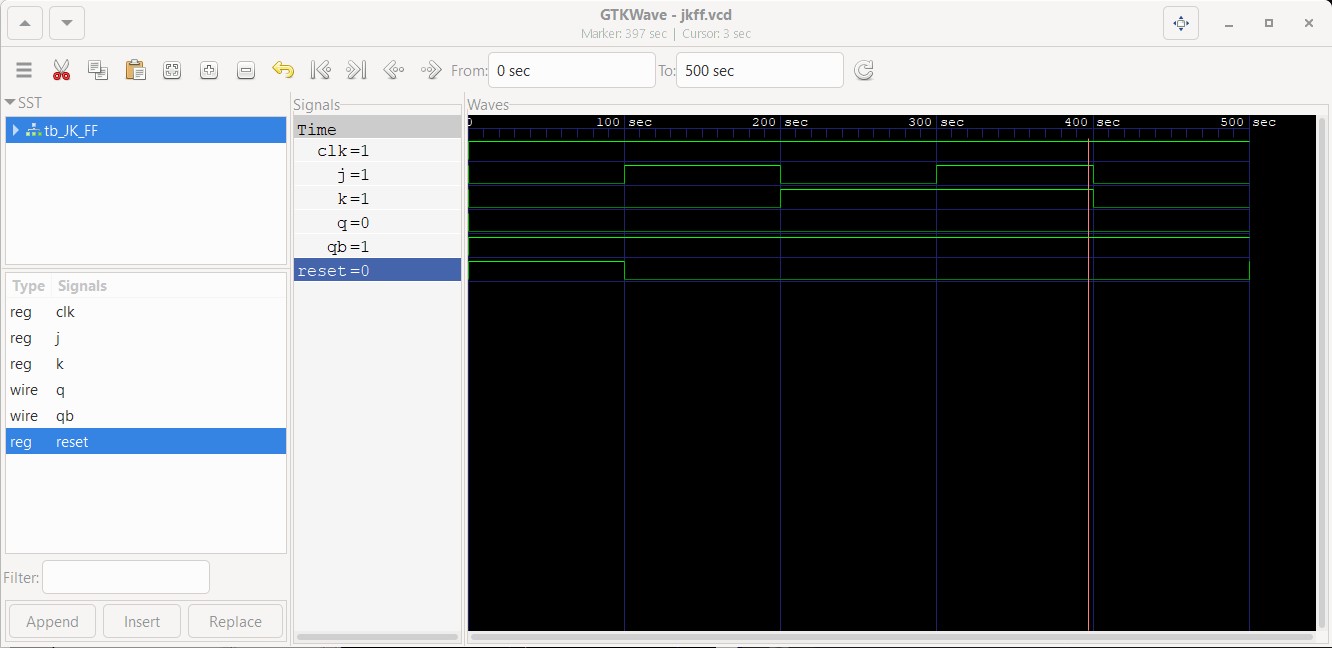 GTKWave - jkff.vcd
Marker: 397 sec | Cursor: 3 sec
From: 0 sec To: 500 sec
SST
tb_JK_FF
Type Signals
reg clk
reg j
reg k
wire q
wire qb
reg reset
Filter:
Append Insert Replace
Signals
Time
clk=1
j=1
k=1
q=0
qb=1
reset=0
Waves
0 100 sec 200 sec 300 sec 400 sec 500 sec